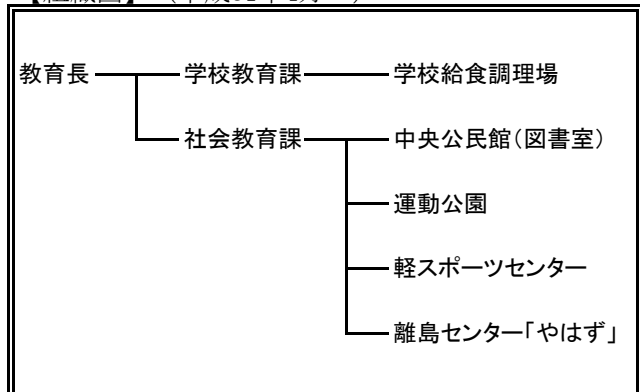 教育長 学校教育課 学校給食調理場
社会教育課 中央公民館(図書室)
運動公園
軽スポーツセンター
離島センター「やはず」